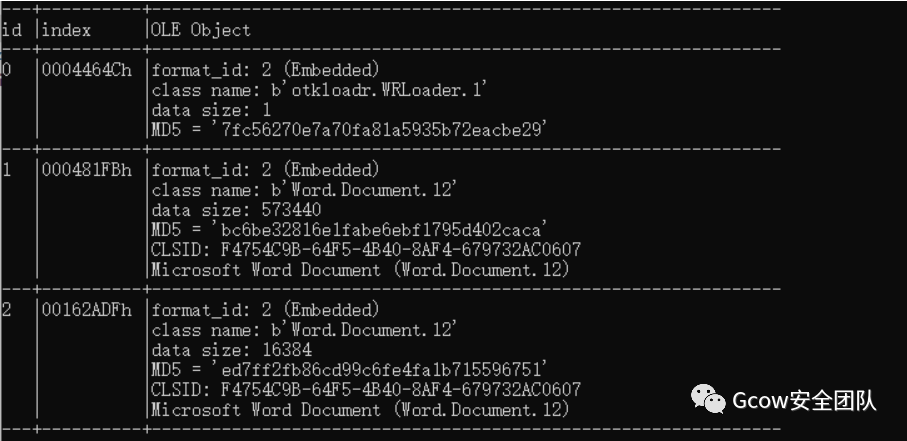 id index OLE Object
0 0004464Ch format_id: 2 (Embedded)
class name: b'otkloadr.WRLoader.1'
data size: 1
MD5 = '7fc56270e7a70fa81a5935b72eacbe29'
1 000481FBh format_id: 2 (Embedded)
class name: b'Word.Document.12'
data size: 573440
MD5 = 'bc6be32816e1fabe6ebf1795d402caca'
CLSID: F4754C9B-64F5-4B40-8AF4-679732AC0607
Microsoft Word Document (Word.Document.12)
2 00162ADFh format_id: 2 (Embedded)
class name: b'Word.Document.12'
data size: 16384
MD5 = 'ed7ff2fb86cd99c6fe4fa1b715596751'
CLSID: F4754C9B-64F5-4B40-8AF4-679732AC0607
Microsoft Word Document (Word.Document.12)
Gcow安全团队